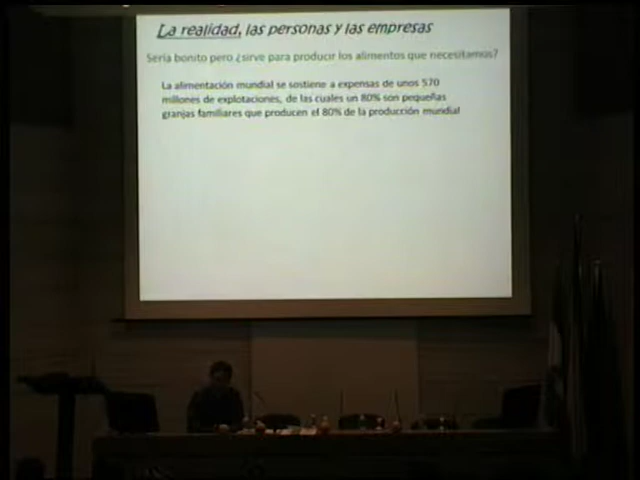 La realidad, las personas y las empresas
Sería bonito pero ¿sirve para producir los alimentos que necesitamos?
La alimentación mundial se sostiene a expensas de unos 570
millones de explotaciones, de las cuales un 80% son pequeñas
granjas familiares que producen el 80% de la producción mundial